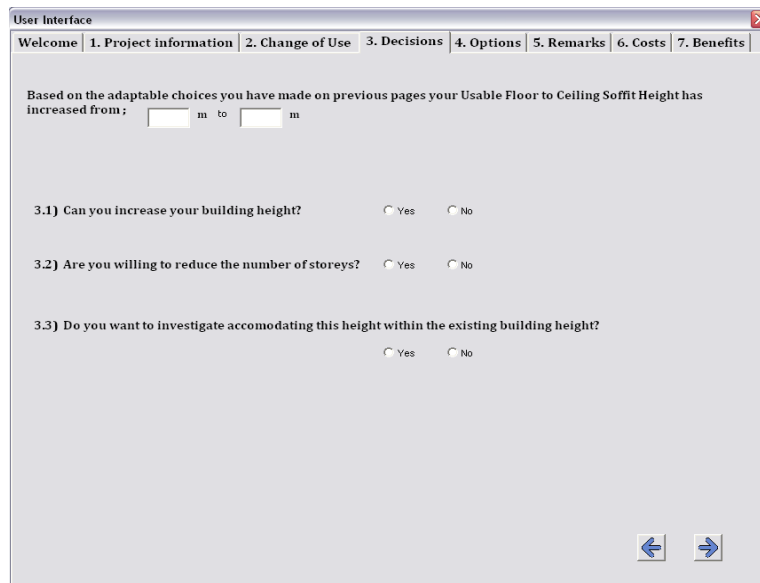 User Interface
Welcome 1. Project information 2. Change of Use 3. Decisions 4. Options 5. Remarks 6. Costs 7. Benefits
Based on the adaptable choices you have made on previous pages your Usable Floor to Ceiling Soffit Height has
increased from; m to m
3.1) Can you increase your building height? Yes No
3.2) Are you willing to reduce the number of storeys? Yes No
3.3) Do you want to investigate accomodating this height within the existing building height?
Yes No